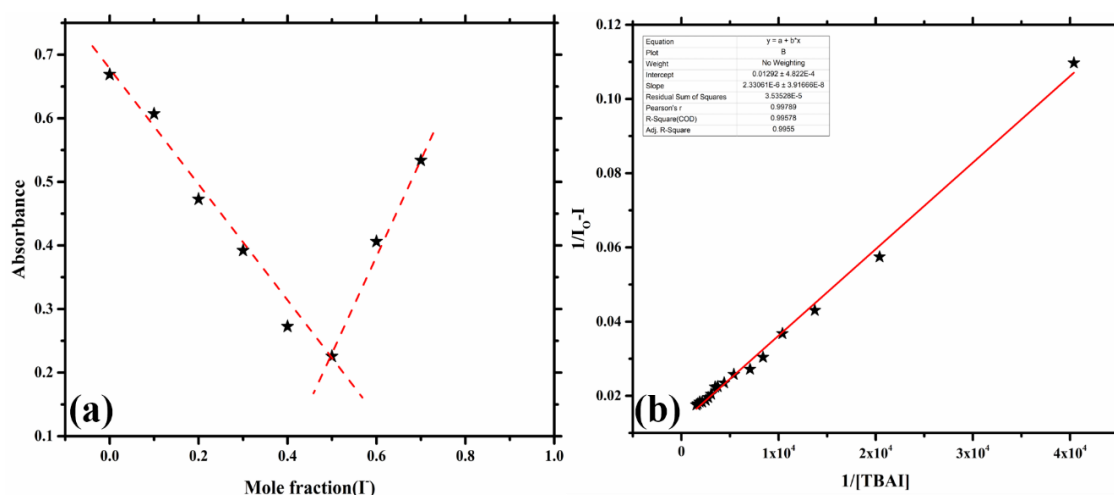 0.7
0.6
0.5
0.4
0.3
0.2
0.1
Absorbance
(a)
0.0 0.2 0.4 0.6 0.8 1.0
Mole fraction(I⁻)
0.12
0.10
0.08
0.06
0.04
0.02
1/I₀-I
Equation y = a + b*x
Plot B
Weight No Weighting
Intercept 0.01292 ± 4.822E-4
Slope 2.33061E-6 ± 3.91666E-8
Residual Sum of Squares 3.53528E-5
Pearson's r 0.99789
R-Square(COD) 0.99578
Adj. R-Square 0.9955
(b)
0 1x10⁴ 2x10⁴ 3x10⁴ 4x10⁴
1/[TBAI]